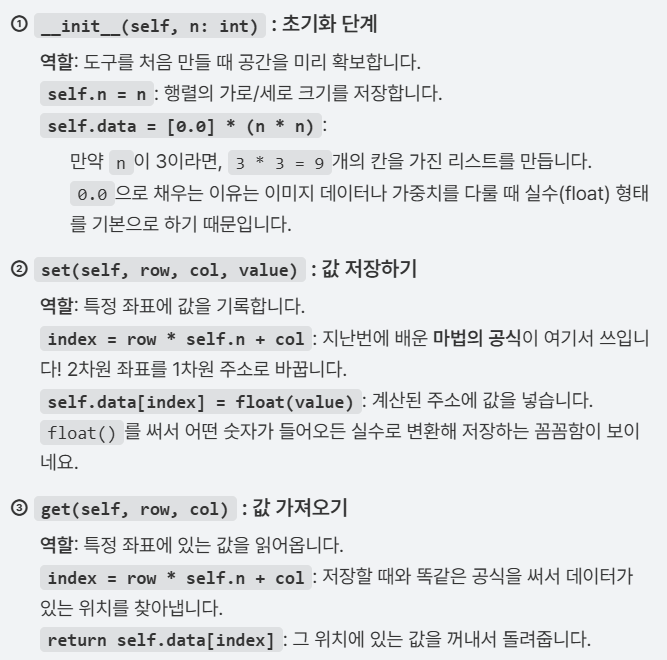 ① __init__(self, n: int) : 초기화 단계
역할: 도구를 처음 만들 때 공간을 미리 확보합니다.
self.n = n: 행렬의 가로/세로 크기를 저장합니다.
self.data = [0.0] * (n * n):
만약 n이 3이라면, 3 * 3 = 9개의 칸을 가진 리스트를 만듭니다.
0.0으로 채우는 이유는 이미지 데이터나 가중치를 다룰 때 실수(float) 형태
를 기본으로 하기 때문입니다.
② set(self, row, col, value) : 값 저장하기
역할: 특정 좌표에 값을 기록합니다.
index = row * self.n + col: 지난번에 배운 마법의 공식이 여기서 쓰입니
다! 2차원 좌표를 1차원 주소로 바꿉니다.
self.data[index] = float(value): 계산된 주소에 값을 넣습니다.
float()를 써서 어떤 숫자가 들어오든 실수로 변환해 저장하는 꼼꼼함이 보이
네요.
③ get(self, row, col) : 값 가져오기
역할: 특정 좌표에 있는 값을 읽어옵니다.
index = row * self.n + col: 저장할 때와 똑같은 공식을 써서 데이터가
있는 위치를 찾아냅니다.
return self.data[index]: 그 위치에 있는 값을 꺼내서 돌려줍니다.